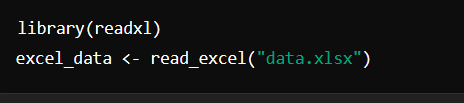 library(readxl)
excel_data <- read_excel("data.xlsx")